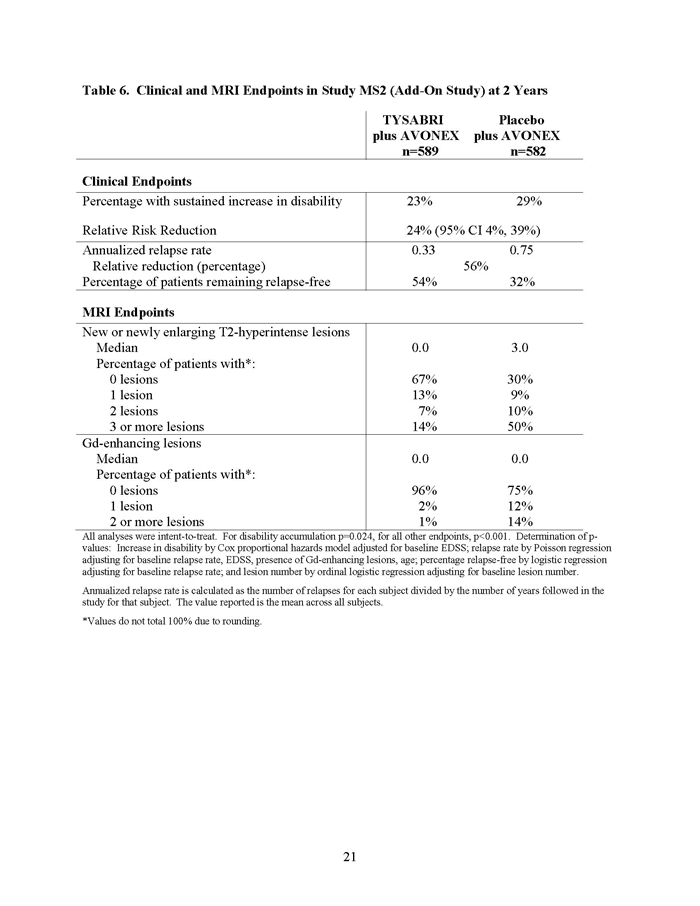 Table 6. Clinical and MRI Endpoints in Study MS2 (Add-On Study) at 2 Years
TYSABRI Placebo
plus AVONEX plus AVONEX
n=589 n=582
Clinical Endpoints
Percentage with sustained increase in disability 23% 29%
Relative Risk Reduction 24% (95% CI 4%, 39%)
Annualized relapse rate 0.33 0.75
Relative reduction (percentage) 56%
Percentage of patients remaining relapse-free 54% 32%
MRI Endpoints
New or newly enlarging T2-hyperintense lesions
Median 0.0 3.0
Percentage of patients with*:
0 lesions 67% 30%
1 lesion 13% 9%
2 lesions 7% 10%
3 or more lesions 14% 50%
Gd-enhancing lesions
Median 0.0 0.0
Percentage of patients with*:
0 lesions 96% 75%
1 lesion 2% 12%
2 or more lesions 1% 14%
All analyses were intent-to-treat. For disability accumulation p=0.024, for all other endpoints, p<0.001. Determination of p-
values: Increase in disability by Cox proportional hazards model adjusted for baseline EDSS; relapse rate by Poisson regression
adjusting for baseline relapse rate, EDSS, presence of Gd-enhancing lesions, age; percentage relapse-free by logistic regression
adjusting for baseline relapse rate; and lesion number by ordinal logistic regression adjusting for baseline lesion number.
Annualized relapse rate is calculated as the number of relapses for each subject divided by the number of years followed in the
study for that subject. The value reported is the mean across all subjects.
*Values do not total 100% due to rounding.
21